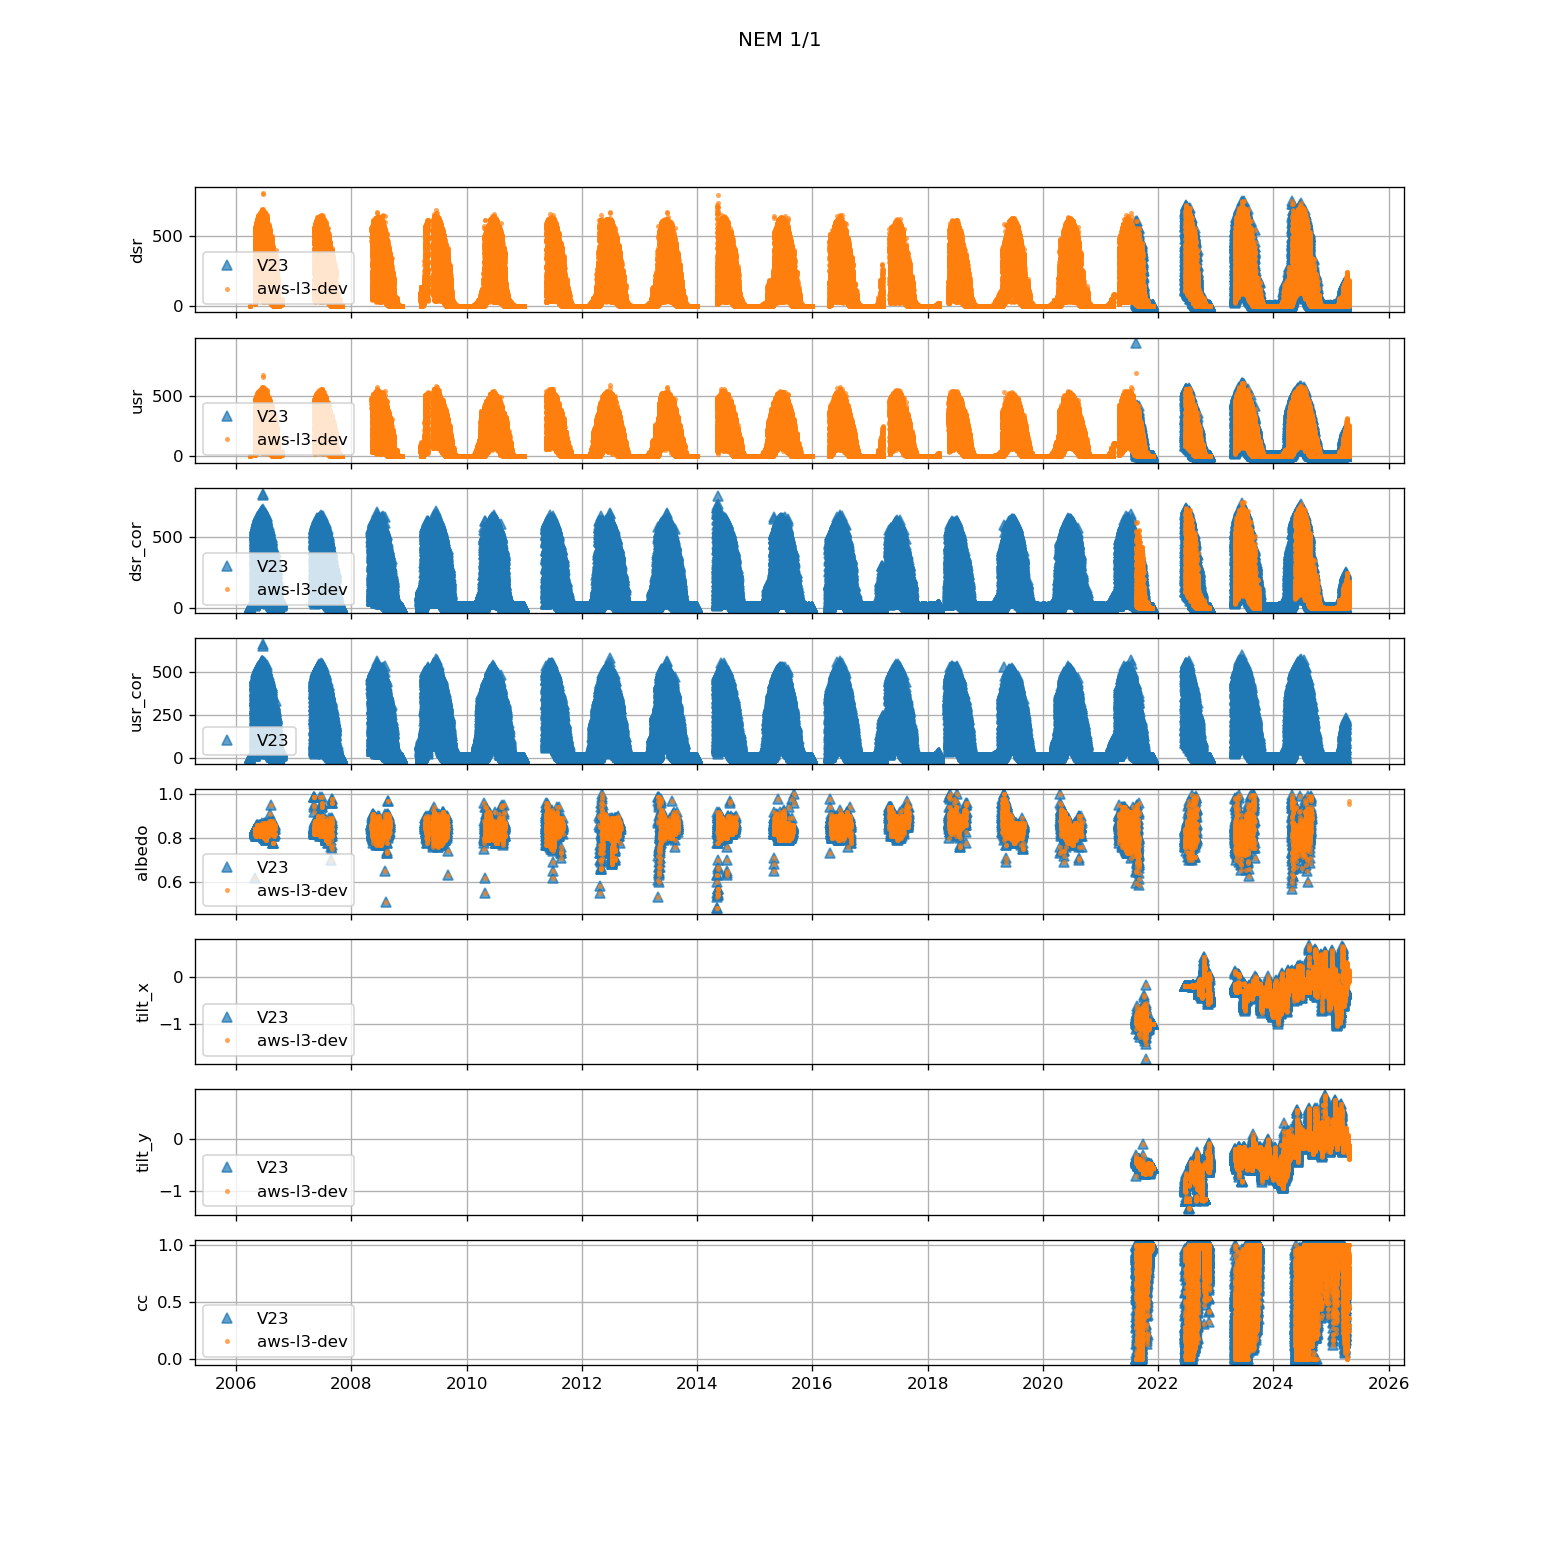 NEM 1/1
dsr
500
0
V23
aws-l3-dev
usr
500
0
V23
aws-l3-dev
dsr_cor
500
0
V23
aws-l3-dev
usr_cor
500
250
0
V23
albedo
1.0
0.8
0.6
V23
aws-l3-dev
tilt_x
0
−1
V23
aws-l3-dev
tilt_y
0
−1
V23
aws-l3-dev
cc
1.0
0.5
0.0
V23
aws-l3-dev
2006 2008 2010 2012 2014 2016 2018 2020 2022 2024 2026